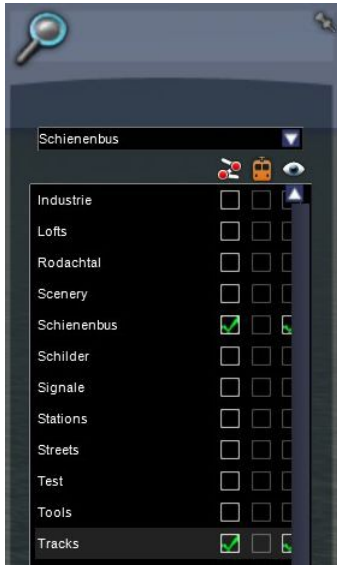 Schienenbus
Industrie
Lofts
Rodachtal
Scenery
Schienenbus
Schilder
Signale
Stations
Streets
Test
Tools
Tracks